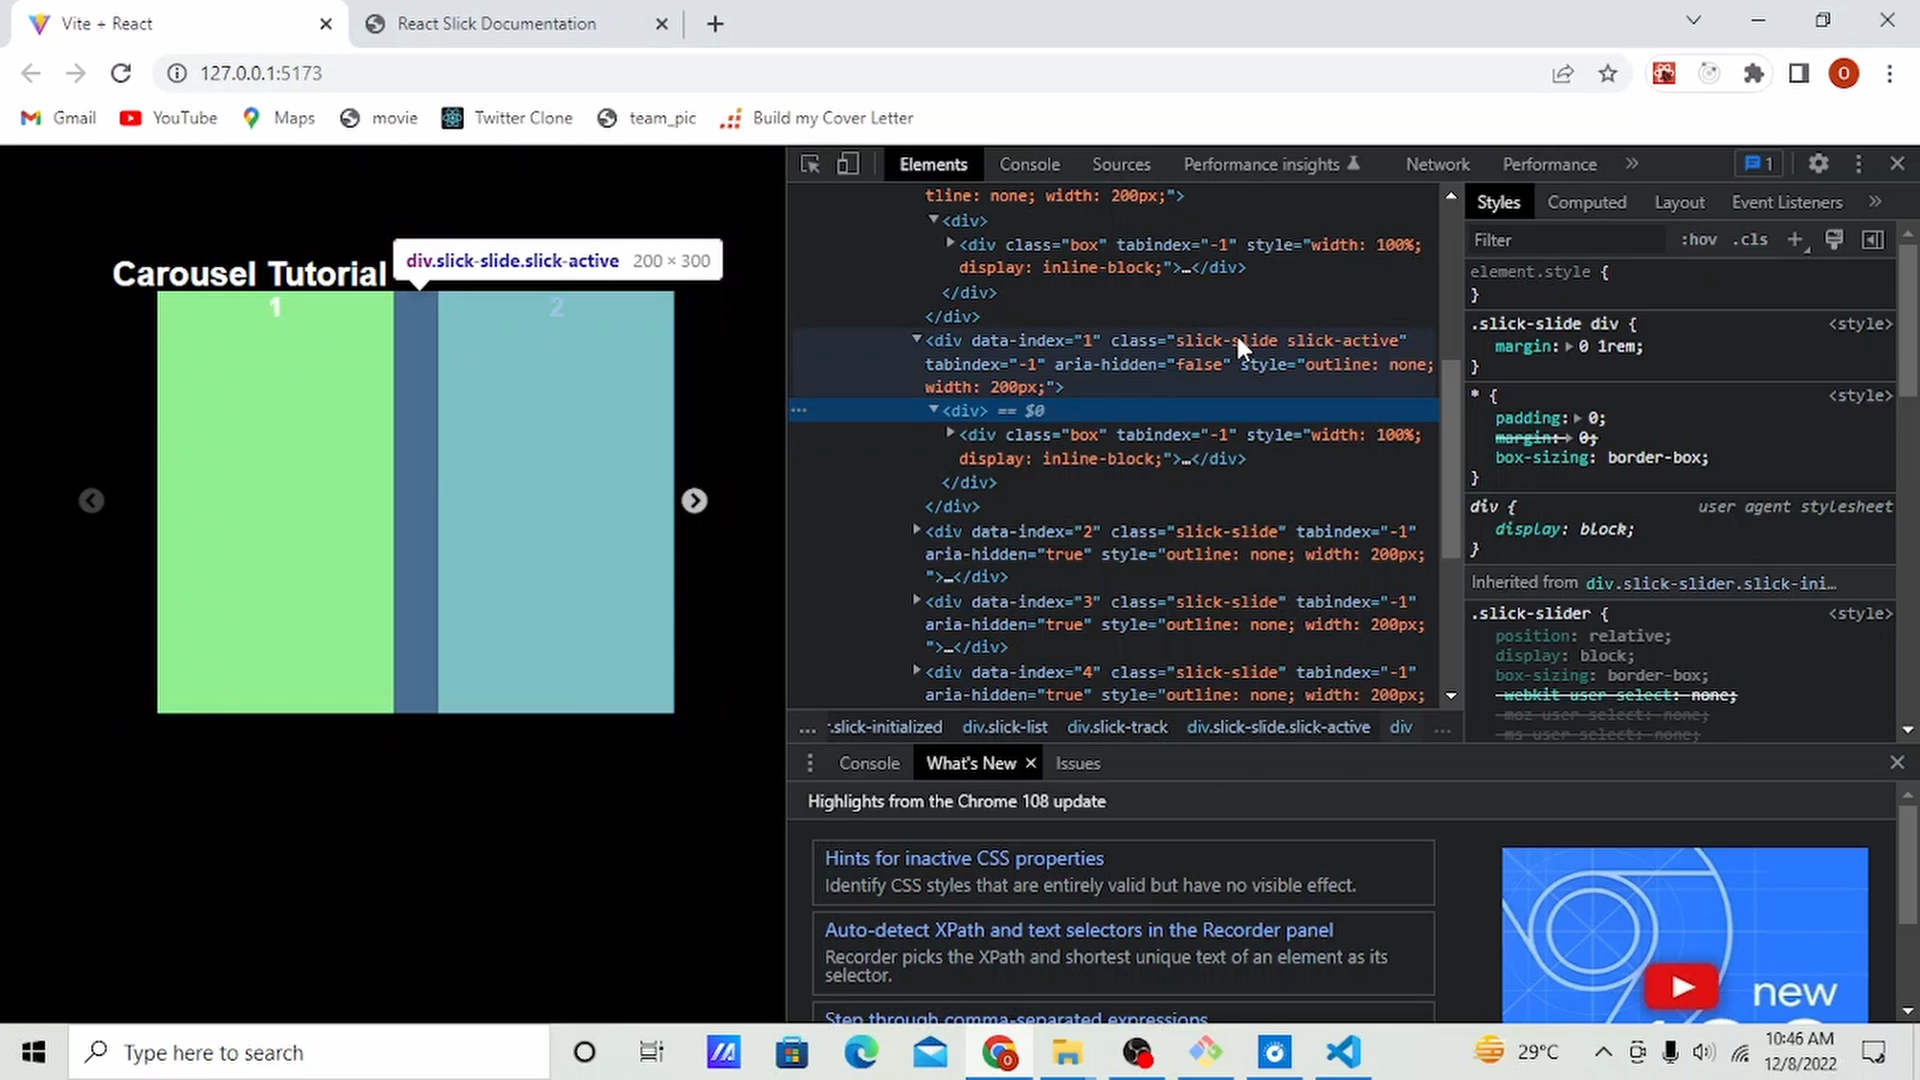 Vite + React
React Slick Documentation
127.0.0.1:5173
O
Gmail
YouTube
Maps
movie
Twitter Clone
team_pic
Build my Cover Letter
Elements
Console
Sources
Performance insights
Network
Performance
1
Carousel Tutorial
div.slick-slide.slick-active 200 × 300
1
2
tline: none; width: 200px;">
<div>
<div class="box" tabindex="-1" style="width: 100%;
display: inline-block;">…</div>
</div>
</div>
<div data-index="1" class="slick-slide slick-active"
tabindex="-1" aria-hidden="false" style="outline: none;
width: 200px;">
<div> == $0
<div class="box" tabindex="-1" style="width: 100%;
display: inline-block;">…</div>
</div>
</div>
<div data-index="2" class="slick-slide" tabindex="-1"
aria-hidden="true" style="outline: none; width: 200px;
">…</div>
<div data-index="3" class="slick-slide" tabindex="-1"
aria-hidden="true" style="outline: none; width: 200px;
">…</div>
<div data-index="4" class="slick-slide" tabindex="-1"
aria-hidden="true" style="outline: none; width: 200px;
... .slick-initialized div.slick-list div.slick-track div.slick-slide.slick-active div ...
Styles
Computed
Layout
Event Listeners
Filter
:hov .cls
element.style {
}
.slick-slide div { <style>
margin: 0 1rem;
}
* { <style>
padding: 0;
margin: 0;
box-sizing: border-box;
}
div { user agent stylesheet
display: block;
}
Inherited from div.slick-slider.slick-ini…
.slick-slider { <style>
position: relative;
display: block;
box-sizing: border-box;
-webkit-user-select: none;
-moz-user-select: none;
-ms-user-select: none;
Console
What's New
Issues
Highlights from the Chrome 108 update
Hints for inactive CSS properties
Identify CSS styles that are entirely valid but have no visible effect.
Auto-detect XPath and text selectors in the Recorder panel
Recorder picks the XPath and shortest unique text of an element as its
selector.
Step through comma-separated expressions
new
Type here to search
29°C
10:46 AM
12/8/2022